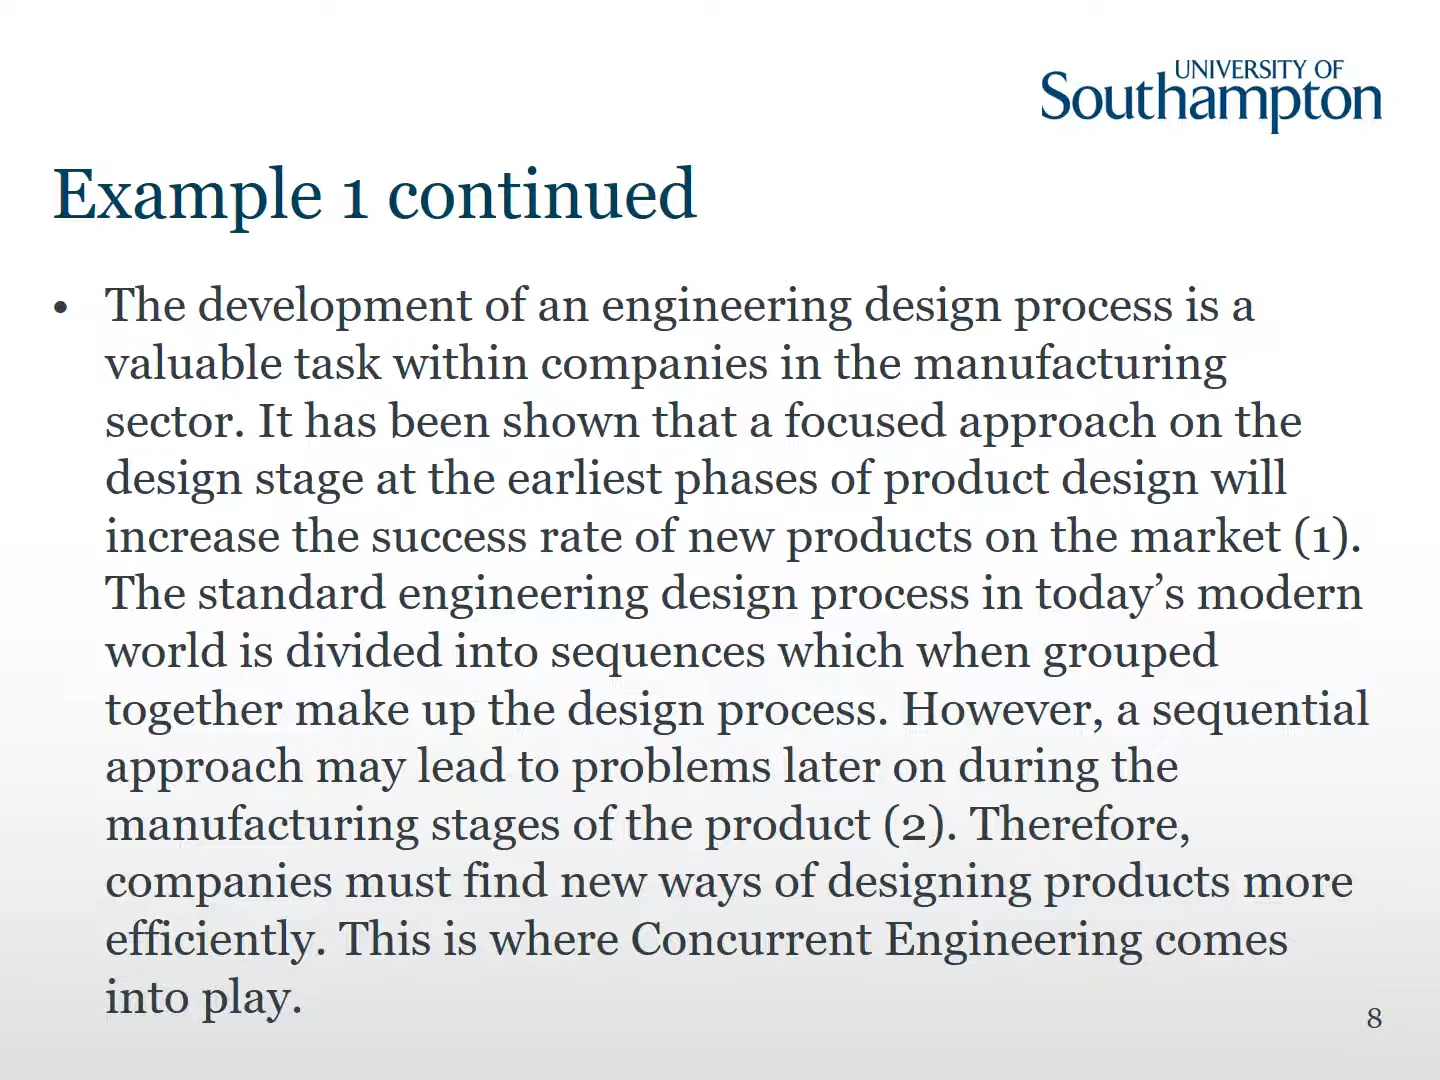 UNIVERSITY OF
Southampton
Example 1 continued
• The development of an engineering design process is a
valuable task within companies in the manufacturing
sector. It has been shown that a focused approach on the
design stage at the earliest phases of product design will
increase the success rate of new products on the market (1).
The standard engineering design process in today’s modern
world is divided into sequences which when grouped
together make up the design process. However, a sequential
approach may lead to problems later on during the
manufacturing stages of the product (2). Therefore,
companies must find new ways of designing products more
efficiently. This is where Concurrent Engineering comes
into play.
8